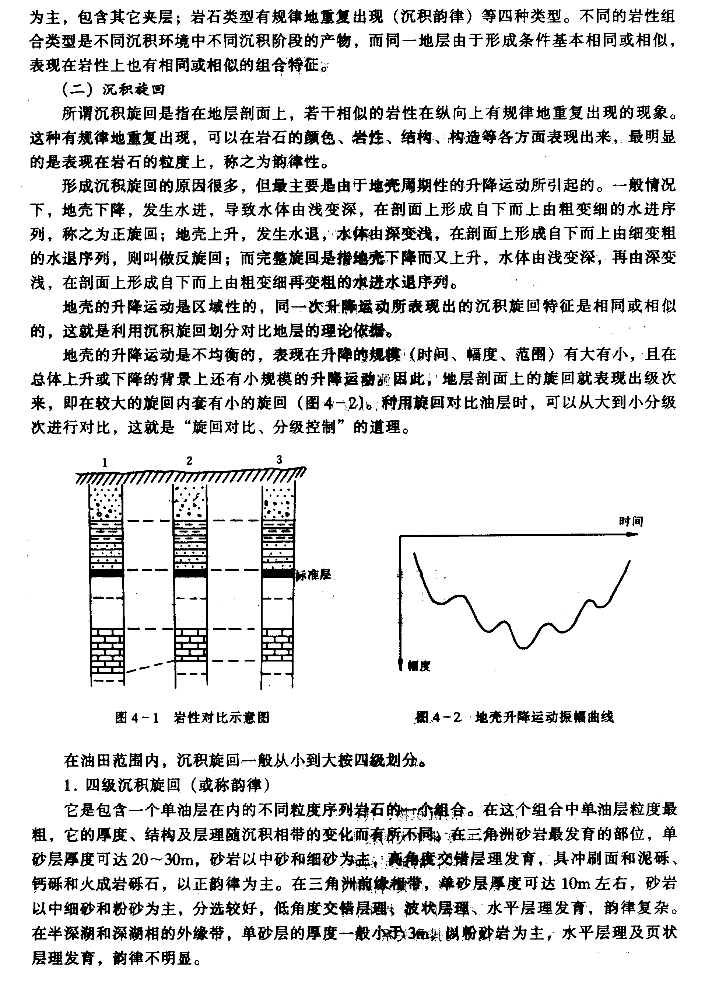 为主，包含其它夹层；岩石类型有规律地重复出现（沉积韵律）等四种类型。不同的岩性组
合类型是不同沉积环境中不同沉积阶段的产物，而同一地层由于形成条件基本相同或相似，
表现在岩性上也有相同或相似的组合特征。
（二）沉积旋回
所谓沉积旋回是指在地层剖面上，若干相似的岩性在纵向上有规律地重复出现的现象。
这种有规律地重复出现，可以在岩石的颜色、岩性、结构、构造等各方面表现出来，最明显
的是表现在岩石的粒度上，称之为韵律性。
形成沉积旋回的原因很多，但最主要是由于地壳周期性的升降运动所引起的。一般情况
下，地壳下降，发生水进，导致水体由浅变深，在剖面上形成自下而上由粗变细的水进序
列，称之为正旋回；地壳上升，发生水退，水体由深变浅，在剖面上形成自下而上由细变粗
的水退序列，则叫做反旋回；而完整旋回是指地壳下降而又上升，水体由浅变深，再由深变
浅，在剖面上形成自下而上由粗变细再变粗的水进水退序列。
地壳的升降运动是区域性的，同一次升降运动所表现出的沉积旋回特征是相同或相似
的，这就是利用沉积旋回划分对比地层的理论依据。
地壳的升降运动是不均衡的，表现在升降的规模（时间、幅度、范围）有大有小，且在
总体上升或下降的背景上还有小规模的升降运动。因此，地层剖面上的旋回就表现出级次
来，即在较大的旋回内套有小的旋回（图4-2）。利用旋回对比油层时，可以从大到小分级
次进行对比，这就是“旋回对比、分级控制”的道理。
1 2 3
标准层
图4-1 岩性对比示意图
时间
幅度
图4-2 地壳升降运动振幅曲线
在油田范围内，沉积旋回一般从小到大按四级划分。
1. 四级沉积旋回（或称韵律）
它是包含一个单油层在内的不同粒度序列岩石的一个组合。在这个组合中单油层粒度最
粗，它的厚度、结构及层理随沉积相带的变化而有所不同。在三角洲砂岩最发育的部位，单
砂层厚度可达20～30m，砂岩以中砂和细砂为主，高角度交错层理发育，具冲刷面和泥砾、
钙砾和火成岩砾石，以正韵律为主。在三角洲前缘相带，单砂层厚度可达10m左右，砂岩
以中细砂和粉砂为主，分选较好，低角度交错层理、波状层理、水平层理发育，韵律复杂。
在半深湖和深湖相的外缘带，单砂层的厚度一般小于3m，以粉砂岩为主，水平层理及页状
层理发育，韵律不明显。